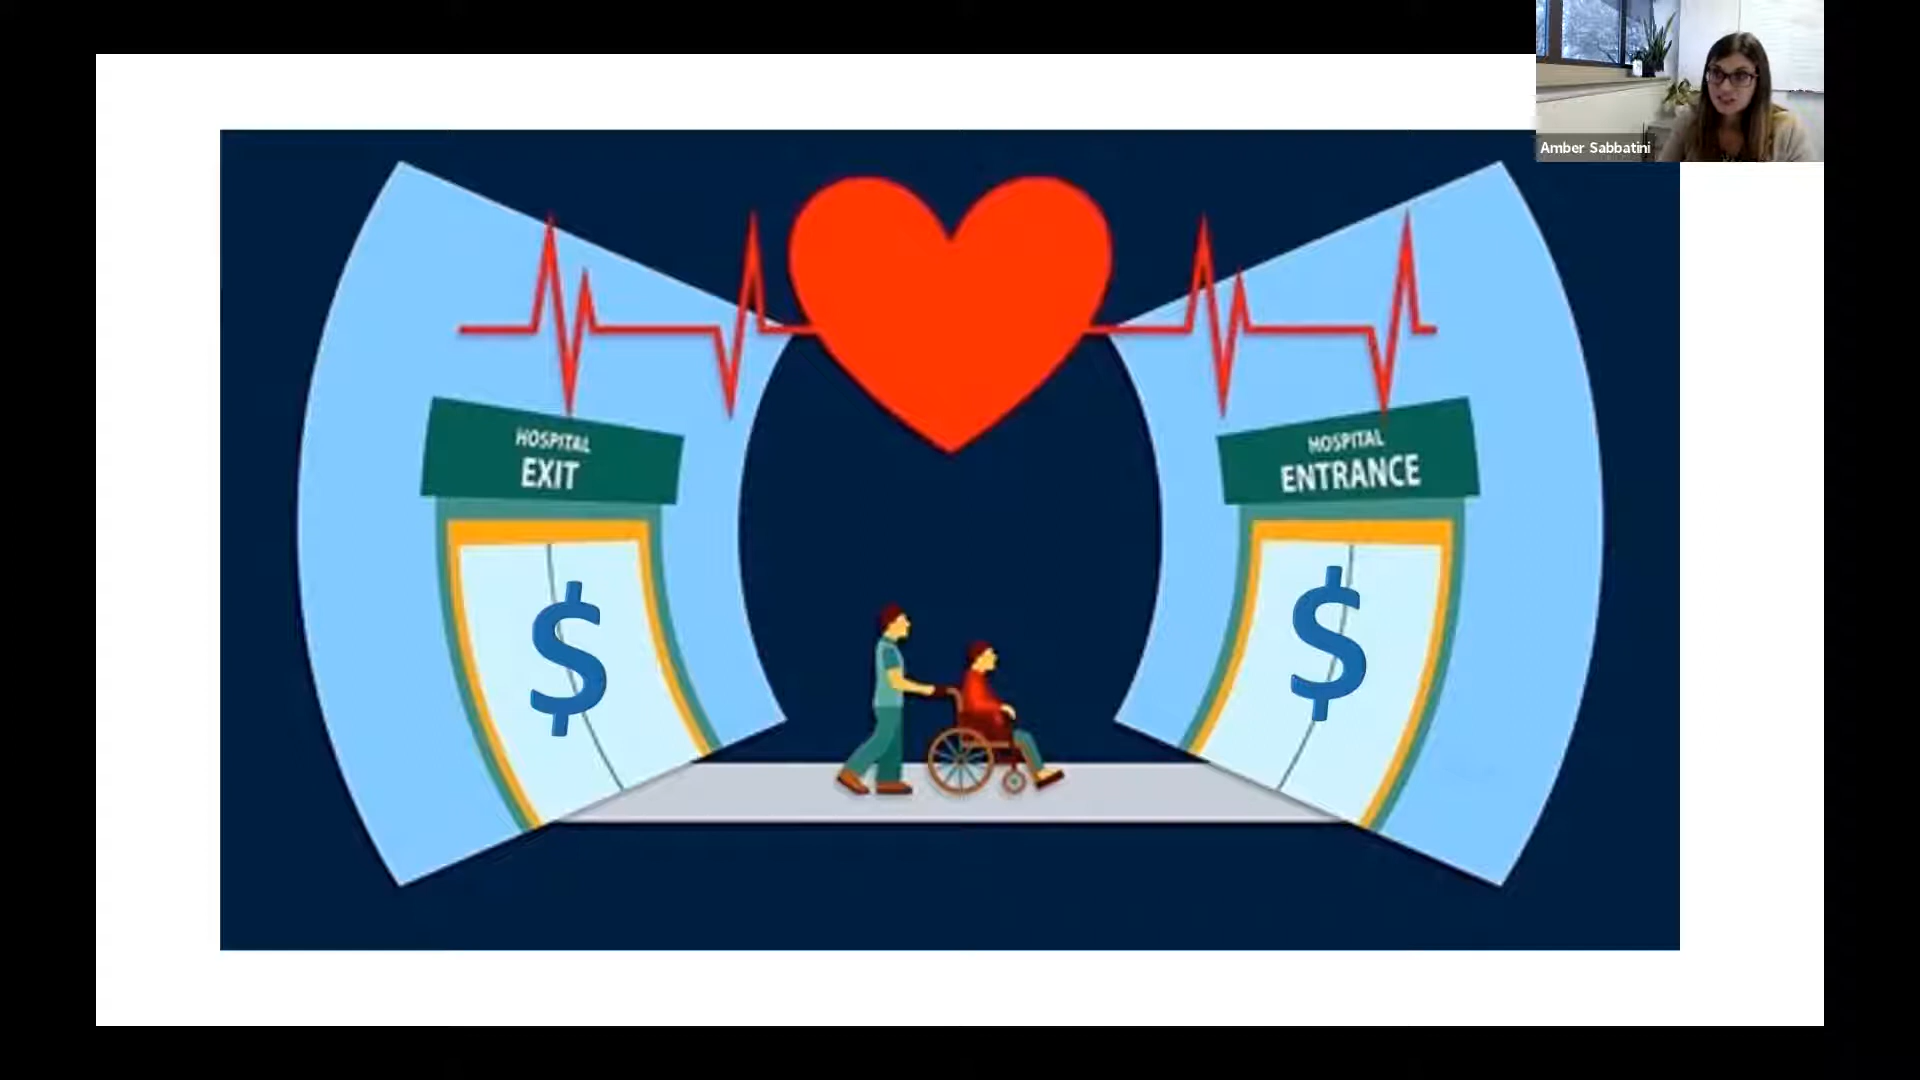 Amber Sabbatini
HOSPITAL
EXIT
$
HOSPITAL
ENTRANCE
$